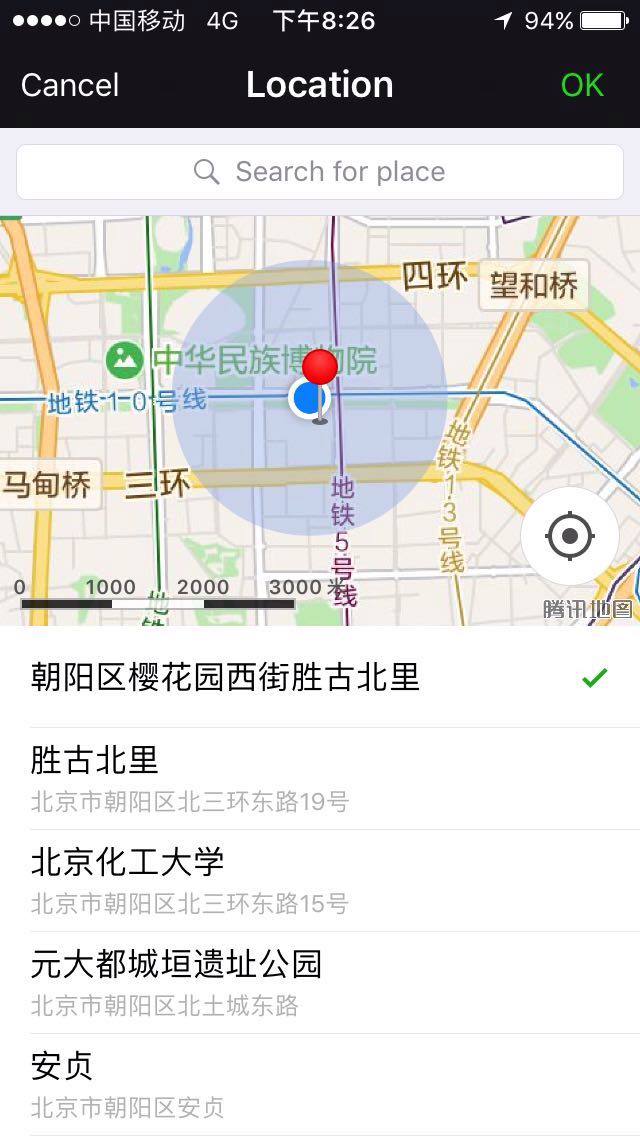 中国移动 4G 下午8:26 94%
Cancel Location OK
Search for place
四环 望和桥
中华民族博物院
地铁10号线
地铁13号线
马甸桥 三环
地铁5号线
0 1000 2000 3000 米
腾讯地图
朝阳区樱花园西街胜古北里
胜古北里
北京市朝阳区北三环东路19号
北京化工大学
北京市朝阳区北三环东路15号
元大都城垣遗址公园
北京市朝阳区北土城东路
安贞
北京市朝阳区安贞